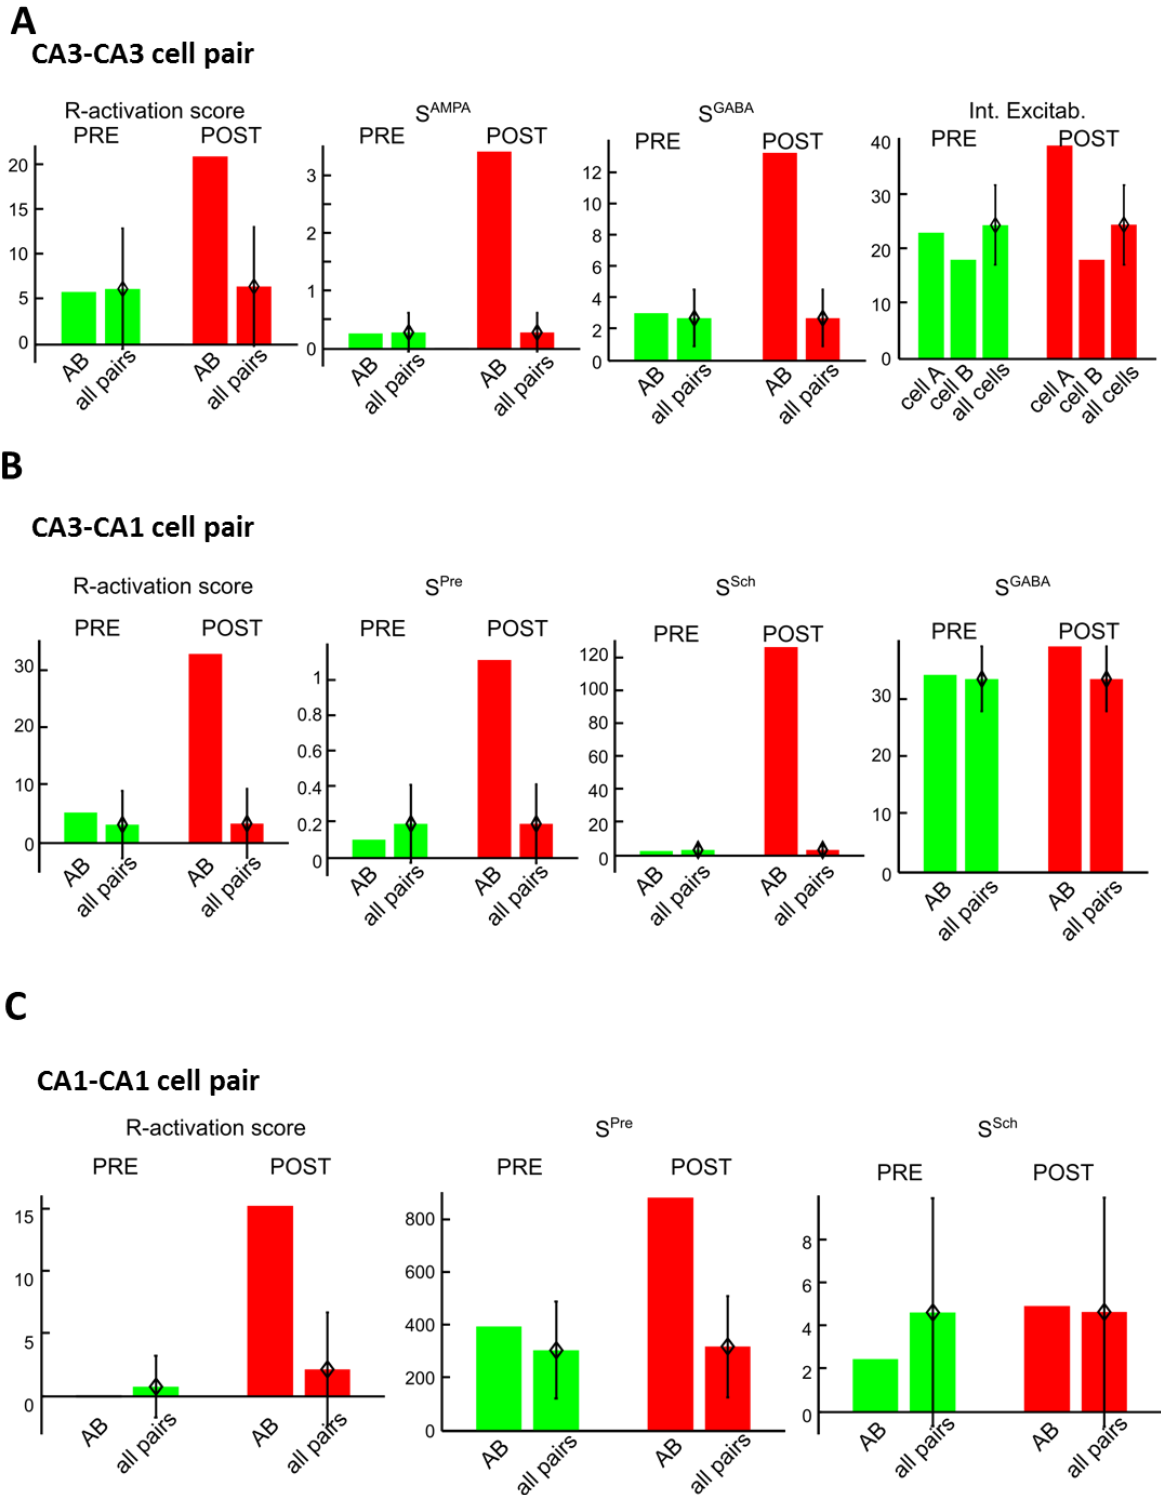 A
CA3-CA3 cell pair
R-activation score
PRE POST
20
15
10
5
0
AB
all pairs
AB
all pairs
S^AMPA
PRE POST
3
2
1
0
AB
all pairs
AB
all pairs
S^GABA
PRE POST
12
10
8
6
4
2
0
AB
all pairs
AB
all pairs
Int. Excitab.
PRE POST
40
30
20
10
0
cell A
cell B
all cells
cell A
cell B
all cells
B
CA3-CA1 cell pair
R-activation score
PRE POST
30
20
10
0
AB
all pairs
AB
all pairs
S^Pre
PRE POST
1
0.8
0.6
0.4
0.2
0
AB
all pairs
AB
all pairs
S^Sch
PRE POST
120
100
80
60
40
20
0
AB
all pairs
AB
all pairs
S^GABA
PRE POST
30
20
10
0
AB
all pairs
AB
all pairs
C
CA1-CA1 cell pair
R-activation score
PRE POST
15
10
5
0
AB
all pairs
AB
all pairs
S^Pre
PRE POST
800
600
400
200
0
AB
all pairs
AB
all pairs
S^Sch
PRE POST
8
6
4
2
0
AB
all pairs
AB
all pairs